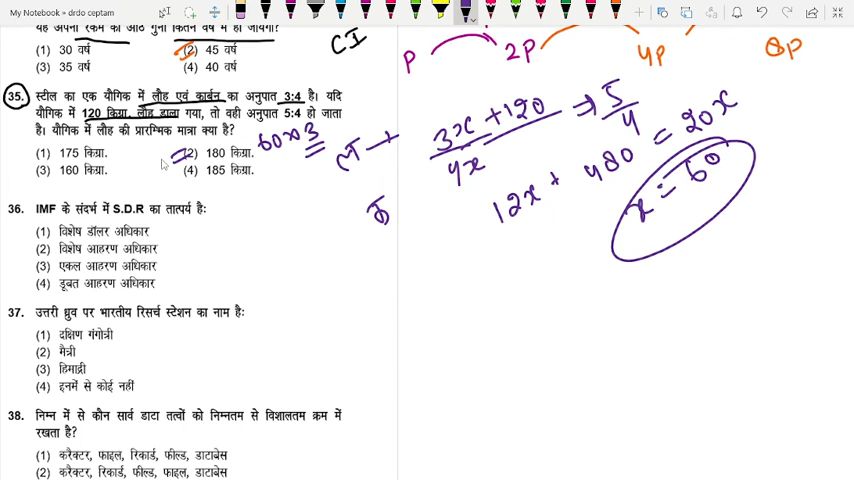 My Notebook » drdo ceptam
यह अपनी रकम का आठ गुना कितने वर्ष में हो जायेगी?
(1) 30 वर्ष (2) 45 वर्ष
(3) 35 वर्ष (4) 40 वर्ष
CI
P 2P 4P 8P
35. स्टील का एक यौगिक में लौह एवं कार्बन का अनुपात 3:4 है। यदि
यौगिक में 120 किग्रा. लौह डाला गया, तो वही अनुपात 5:4 हो जाता
है। यौगिक में लौह की प्रारम्भिक मात्रा क्या है?
(1) 175 किग्रा. (2) 180 किग्रा.
(3) 160 किग्रा. (4) 185 किग्रा.
60×3
3x + 120 ⇒ 5
4x 4
12x + 480 = 20x
x = 60
क
36. IMF के संदर्भ में S.D.R का तात्पर्य है:
(1) विशेष डॉलर अधिकार
(2) विशेष आहरण अधिकार
(3) एकल आहरण अधिकार
(4) डूबत आहरण अधिकार
37. उत्तरी ध्रुव पर भारतीय रिसर्च स्टेशन का नाम है:
(1) दक्षिण गंगोत्री
(2) मैत्री
(3) हिमाद्री
(4) इनमें से कोई नहीं
38. निम्न में से कौन सार्व डाटा तत्वों को निम्नतम से विशालतम क्रम में
रखता है?
(1) करैक्टर, फाइल, रिकार्ड, फील्ड, डाटाबेस
(2) करैक्टर, रिकार्ड, फील्ड, फाइल, डाटाबेस